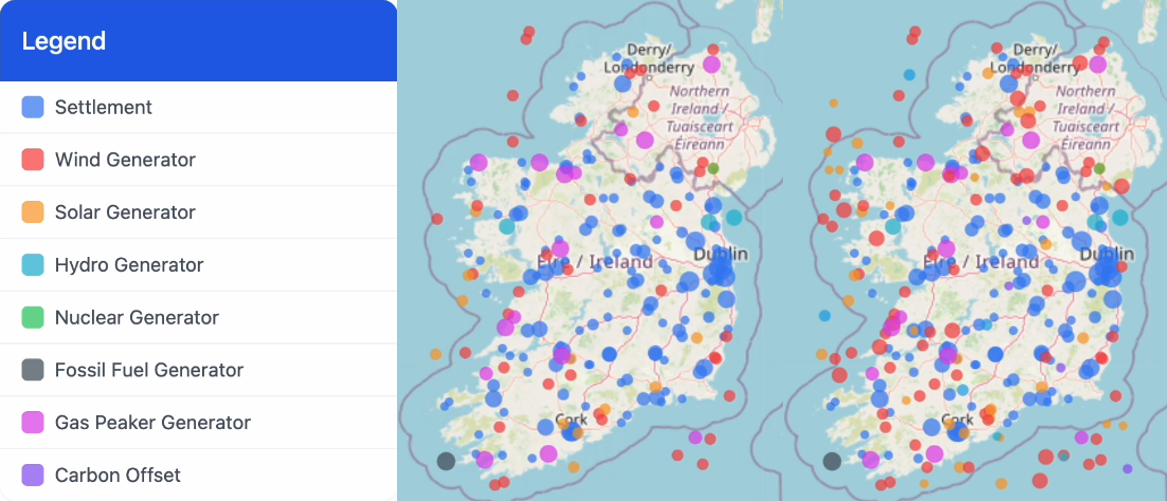 Legend
Settlement
Wind Generator
Solar Generator
Hydro Generator
Nuclear Generator
Fossil Fuel Generator
Gas Peaker Generator
Carbon Offset
Derry/
Londonderry
Northern
Ireland /
Tuaisceart
Éireann
Éire / Ireland
Dublin
Cork
Derry/
Londonderry
Northern
Ireland /
Tuaisceart
Éireann
Éire / Ireland
Dublin
Cork